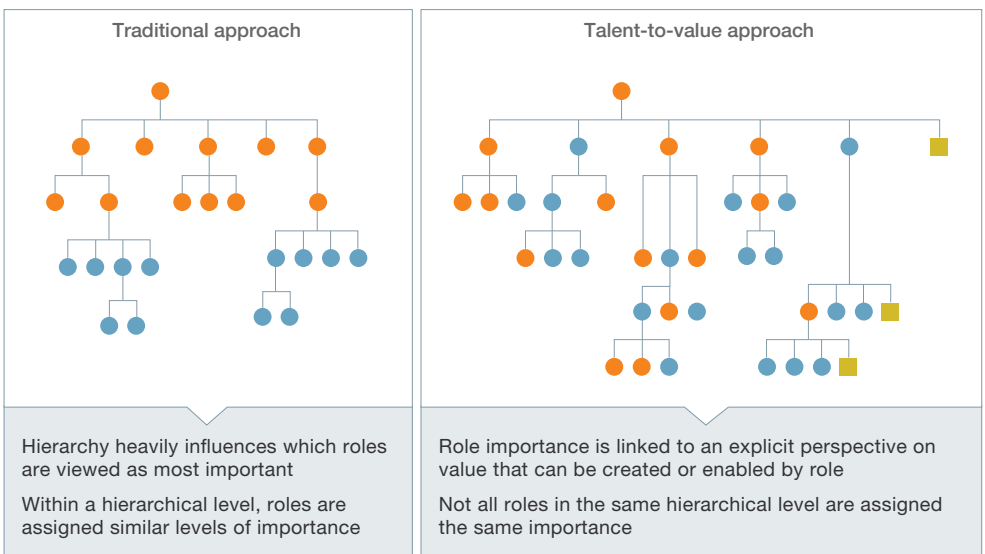 Traditional approach
Hierarchy heavily influences which roles
are viewed as most important
Within a hierarchical level, roles are
assigned similar levels of importance
Talent-to-value approach
Role importance is linked to an explicit perspective on
value that can be created or enabled by role
Not all roles in the same hierarchical level are assigned
the same importance